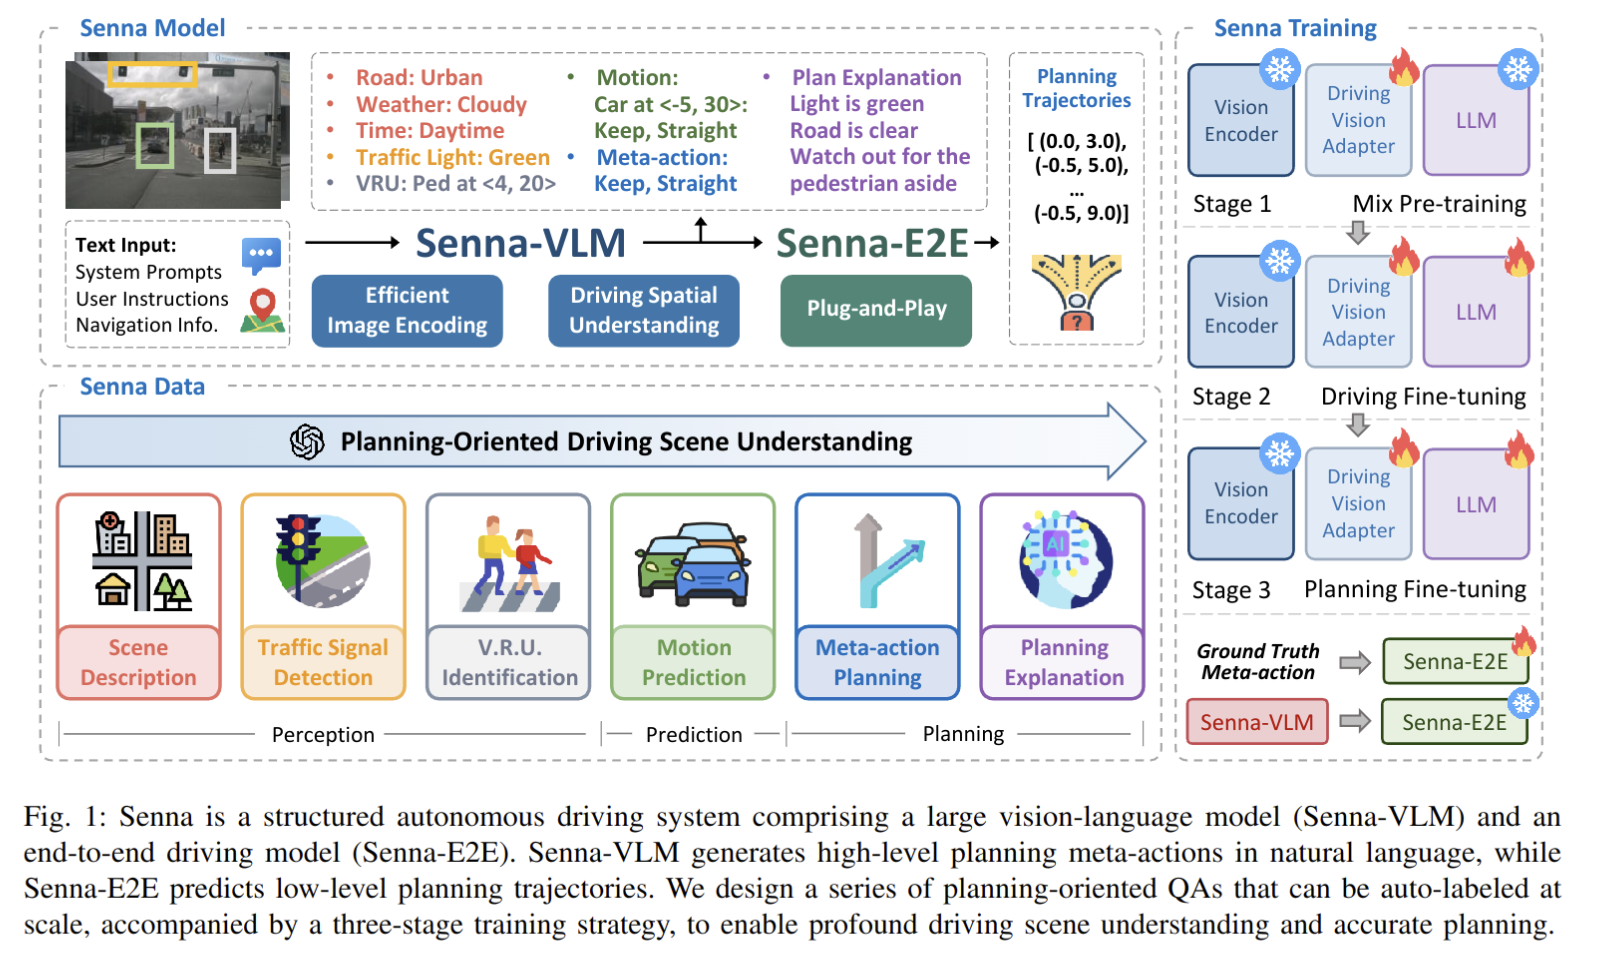 Senna Model
Text Input:
System Prompts
User Instructions
Navigation Info.
• Road: Urban
• Weather: Cloudy
• Time: Daytime
• Traffic Light: Green
• VRU: Ped at <4, 20>
• Motion:
Car at <-5, 30>:
Keep, Straight
• Meta-action:
Keep, Straight
• Plan Explanation
Light is green
Road is clear
Watch out for the
pedestrian aside
Senna-VLM
Senna-E2E
Efficient
Image Encoding
Driving Spatial
Understanding
Plug-and-Play
Planning
Trajectories
[ (0.0, 3.0),
(-0.5, 5.0),
...
(-0.5, 9.0)]
?
Senna Data
Planning-Oriented Driving Scene Understanding
Scene
Description
Traffic Signal
Detection
V.R.U.
Identification
Motion
Prediction
Meta-action
Planning
AI
Planning
Explanation
Perception
Prediction
Planning
Senna Training
Vision
Encoder
Driving
Vision
Adapter
LLM
Stage 1 Mix Pre-training
Vision
Encoder
Driving
Vision
Adapter
LLM
Stage 2 Driving Fine-tuning
Vision
Encoder
Driving
Vision
Adapter
LLM
Stage 3 Planning Fine-tuning
Ground Truth
Meta-action
Senna-E2E
Senna-VLM
Senna-E2E
Fig. 1: Senna is a structured autonomous driving system comprising a large vision-language model (Senna-VLM) and an
end-to-end driving model (Senna-E2E). Senna-VLM generates high-level planning meta-actions in natural language, while
Senna-E2E predicts low-level planning trajectories. We design a series of planning-oriented QAs that can be auto-labeled at
scale, accompanied by a three-stage training strategy, to enable profound driving scene understanding and accurate planning.